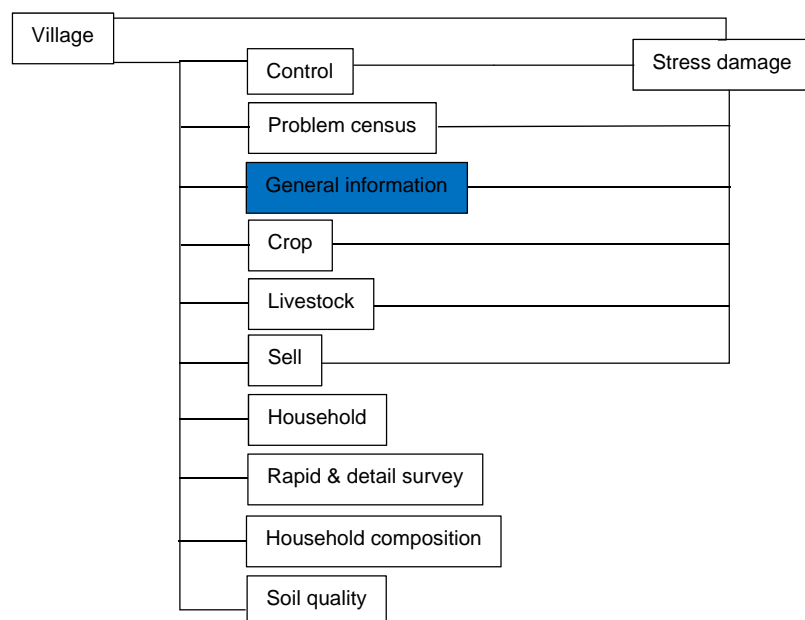 Village
Stress damage
Control
Problem census
General information
Crop
Livestock
Sell
Household
Rapid & detail survey
Household composition
Soil quality